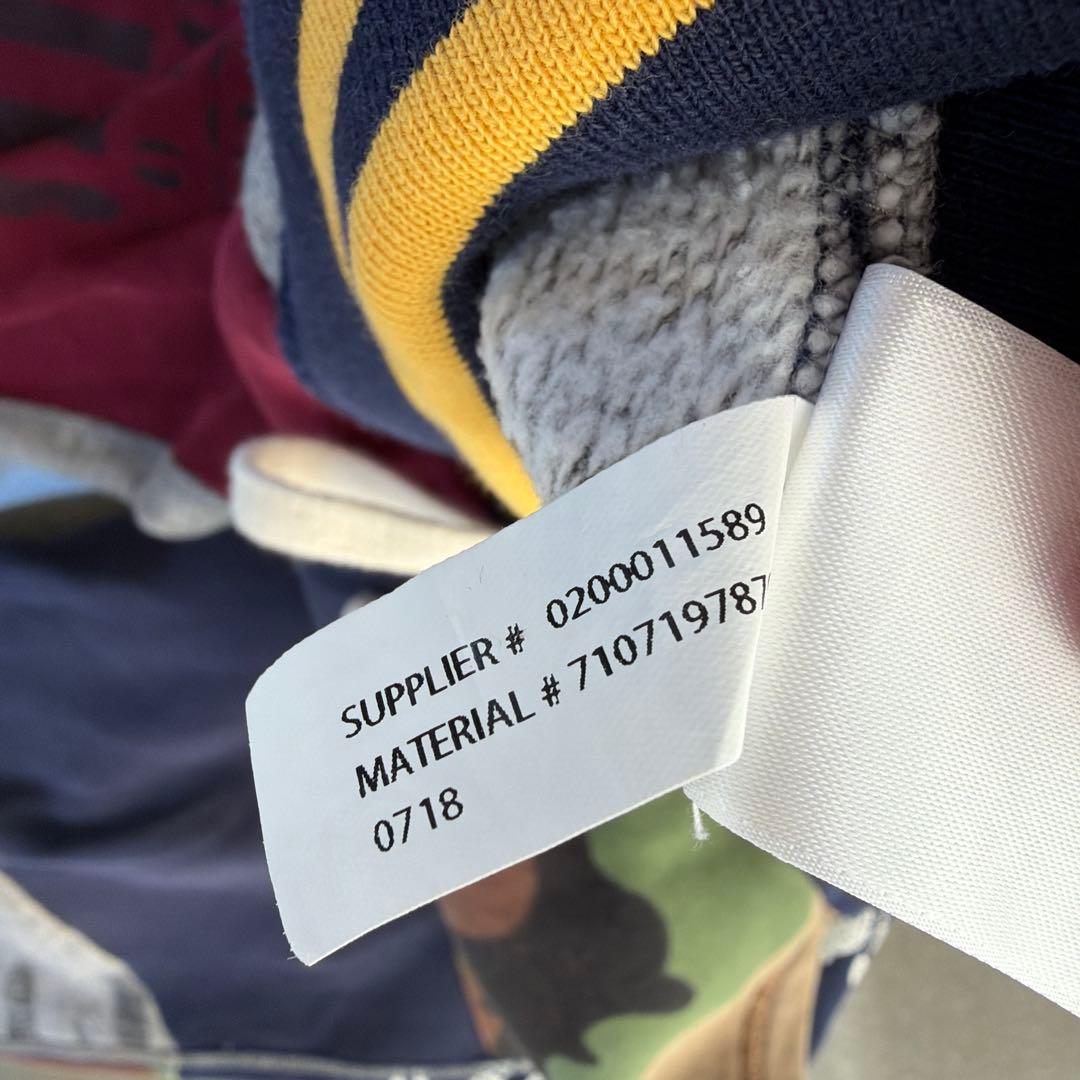 SUPPLIER # 0200011589
MATERIAL # 710719787
0718